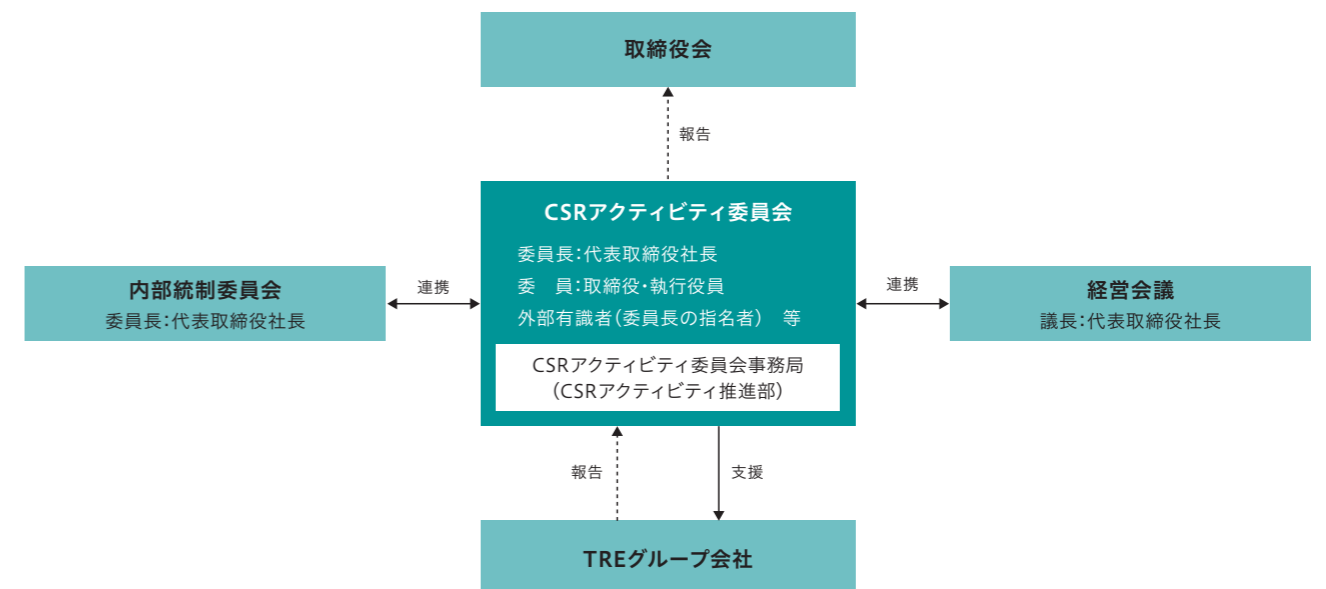 取締役会
報告
CSRアクティビティ委員会
委員長：代表取締役社長
委　員：取締役・執行役員
外部有識者（委員長の指名者）　等
CSRアクティビティ委員会事務局
（CSRアクティビティ推進部）
内部統制委員会
委員長：代表取締役社長
連携
連携
経営会議
議長：代表取締役社長
報告
支援
TREグループ会社